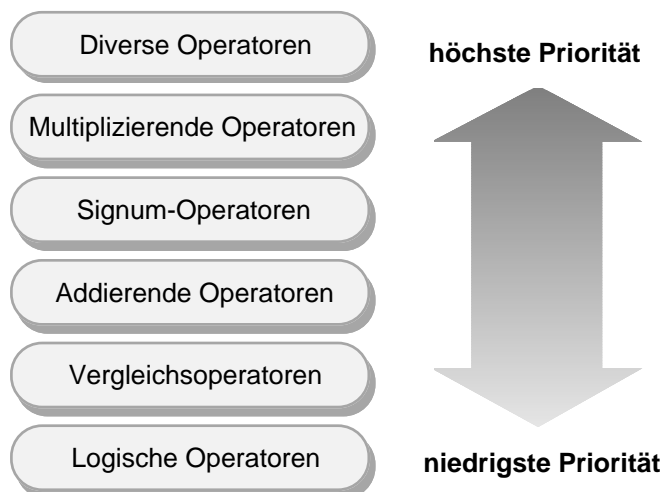 Diverse Operatoren
höchste Priorität
Multiplizierende Operatoren
Signum-Operatoren
Addierende Operatoren
Vergleichsoperatoren
Logische Operatoren
niedrigste Priorität